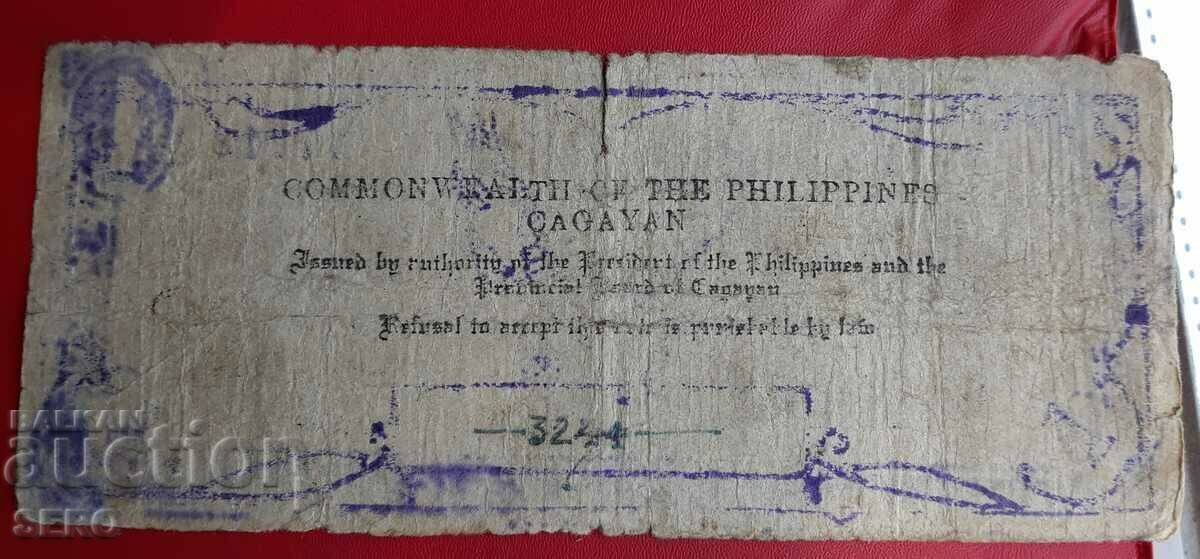 COMMONWEALTH OF THE PHILIPPINES
CAGAYAN
Issued by authority of the President of the Philippines and the
Provincial Board of Cagayan
Refusal to accept this note is punishable by law
BALKAN
auction
SERO